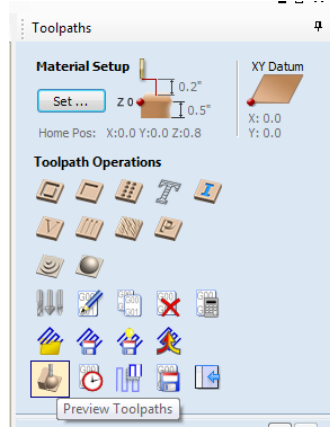 Toolpaths
Material Setup
XY Datum
0.2"
Set ...
Z 0
0.5"
X: 0.0
Y: 0.0
Home Pos: X:0.0 Y:0.0 Z:0.8
Toolpath Operations
Preview Toolpaths